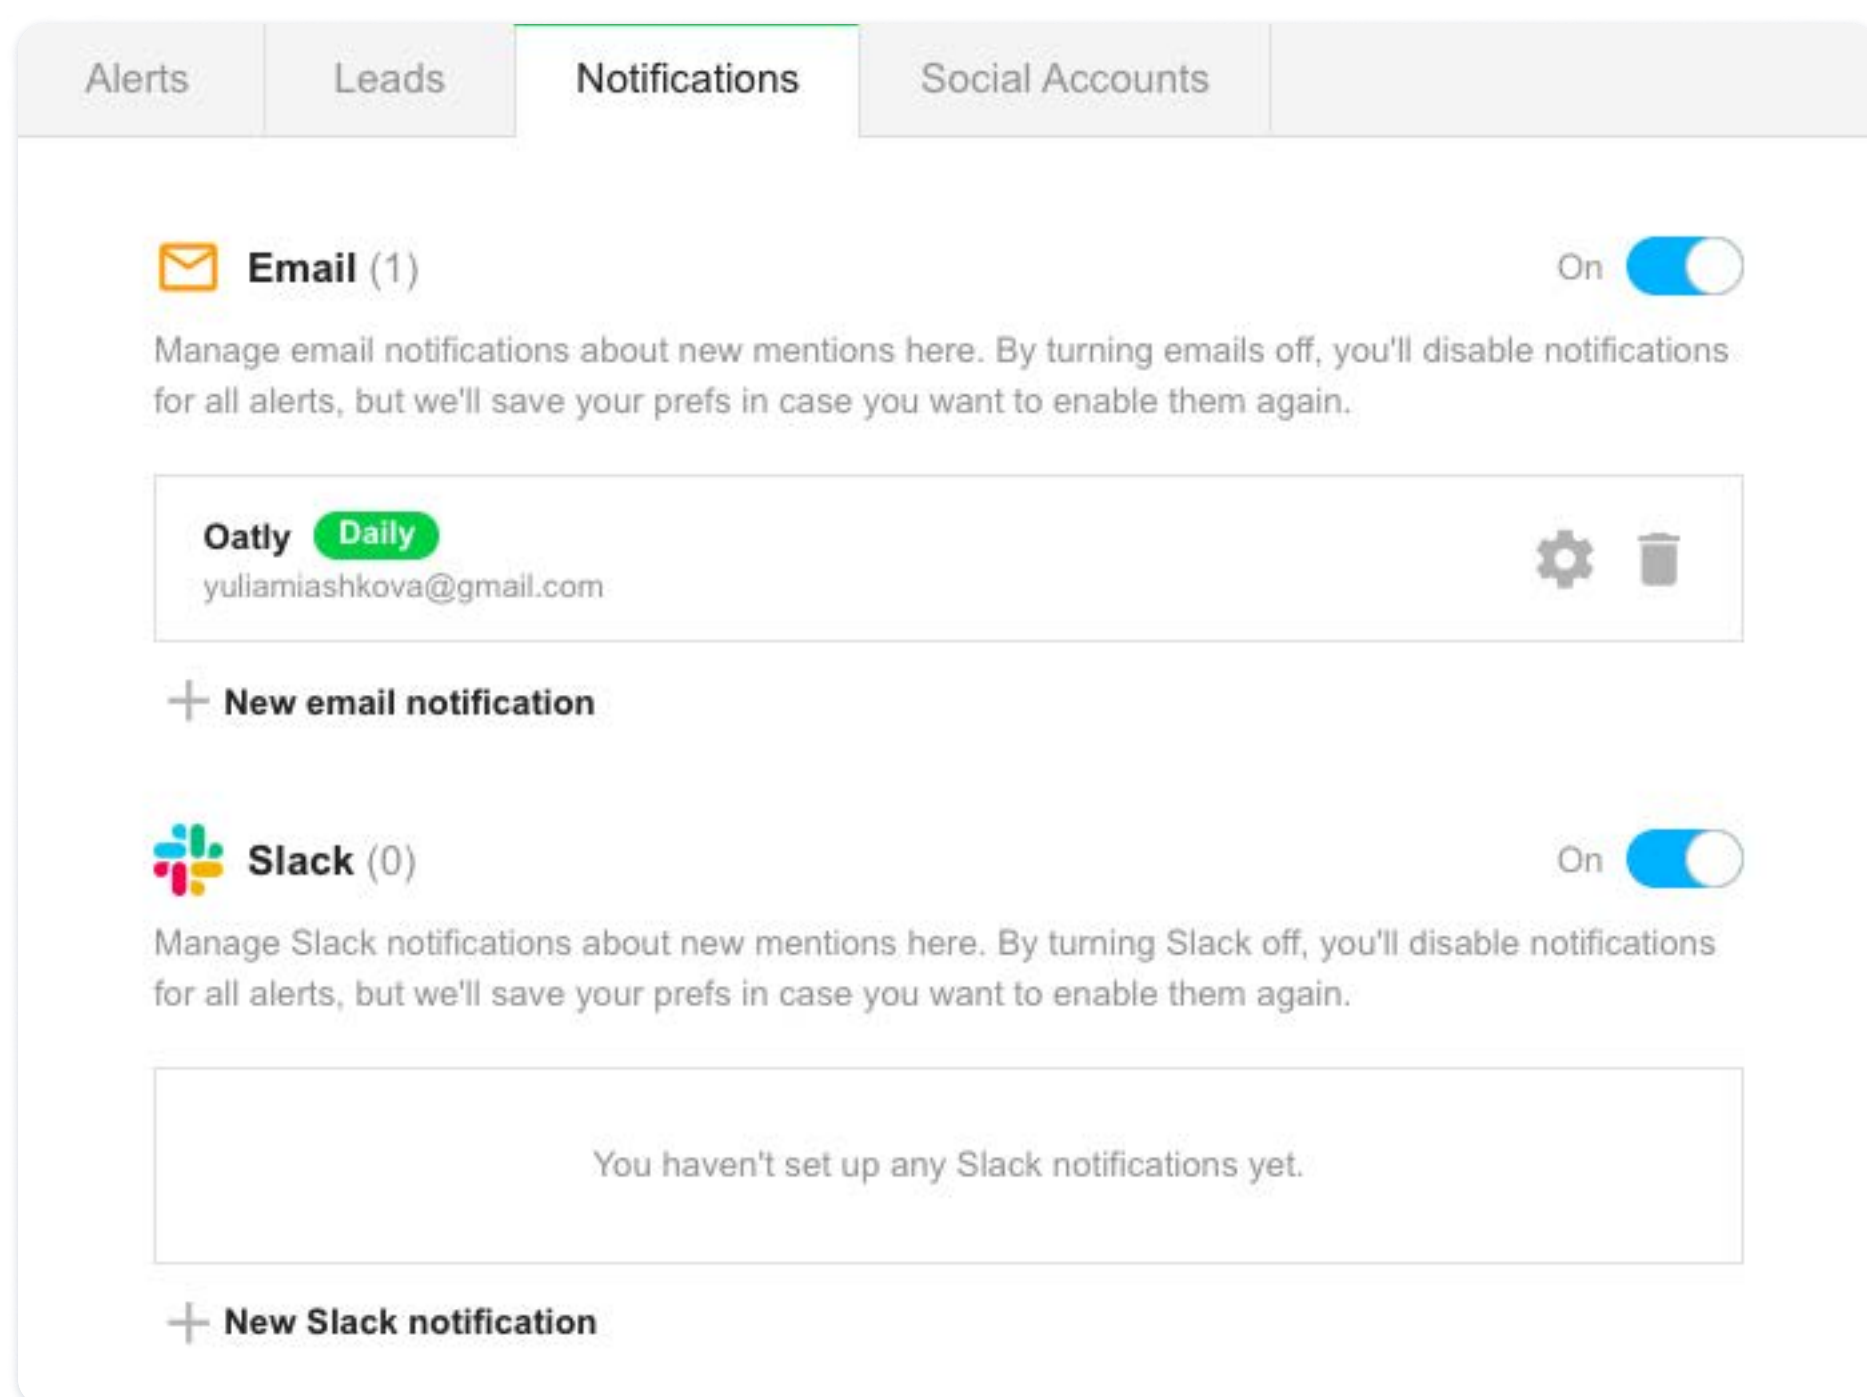 Alerts Leads Notifications Social Accounts
Email (1) On
Manage email notifications about new mentions here. By turning emails off, you'll disable notifications
for all alerts, but we'll save your prefs in case you want to enable them again.
Oatly Daily
yuliamiashkova@gmail.com
New email notification
Slack (0) On
Manage Slack notifications about new mentions here. By turning Slack off, you'll disable notifications
for all alerts, but we'll save your prefs in case you want to enable them again.
You haven't set up any Slack notifications yet.
New Slack notification